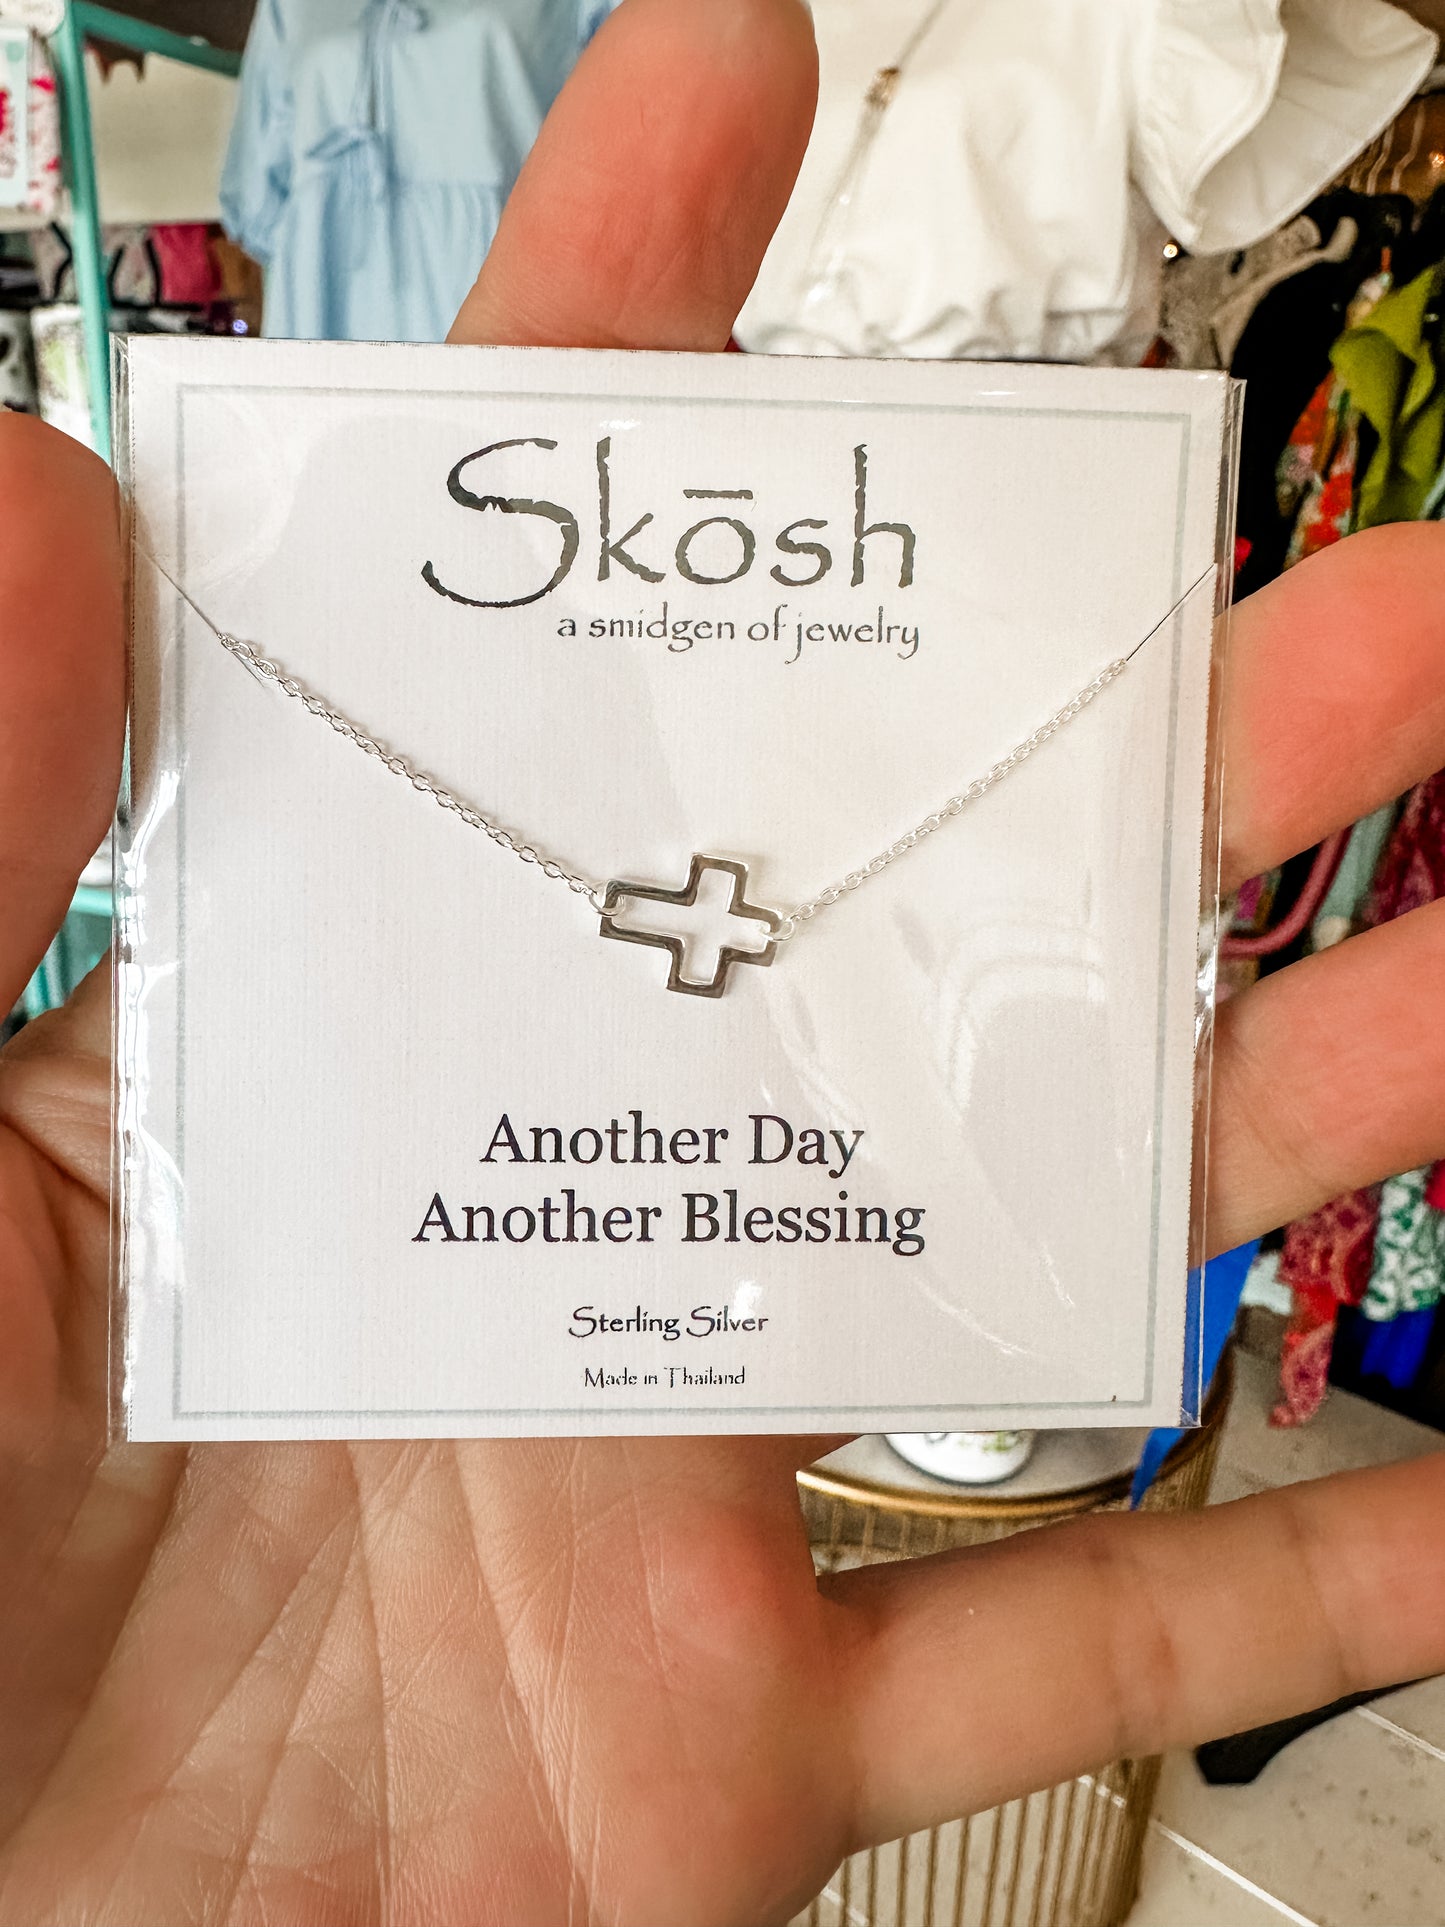 Skōsh
a smidgen of jewelry
Another Day
Another Blessing
Sterling Silver
Made in Thailand